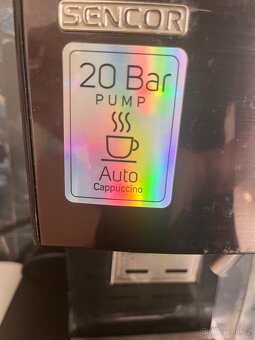 SENCOR
20 Bar
PUMP
Auto
Cappuccino